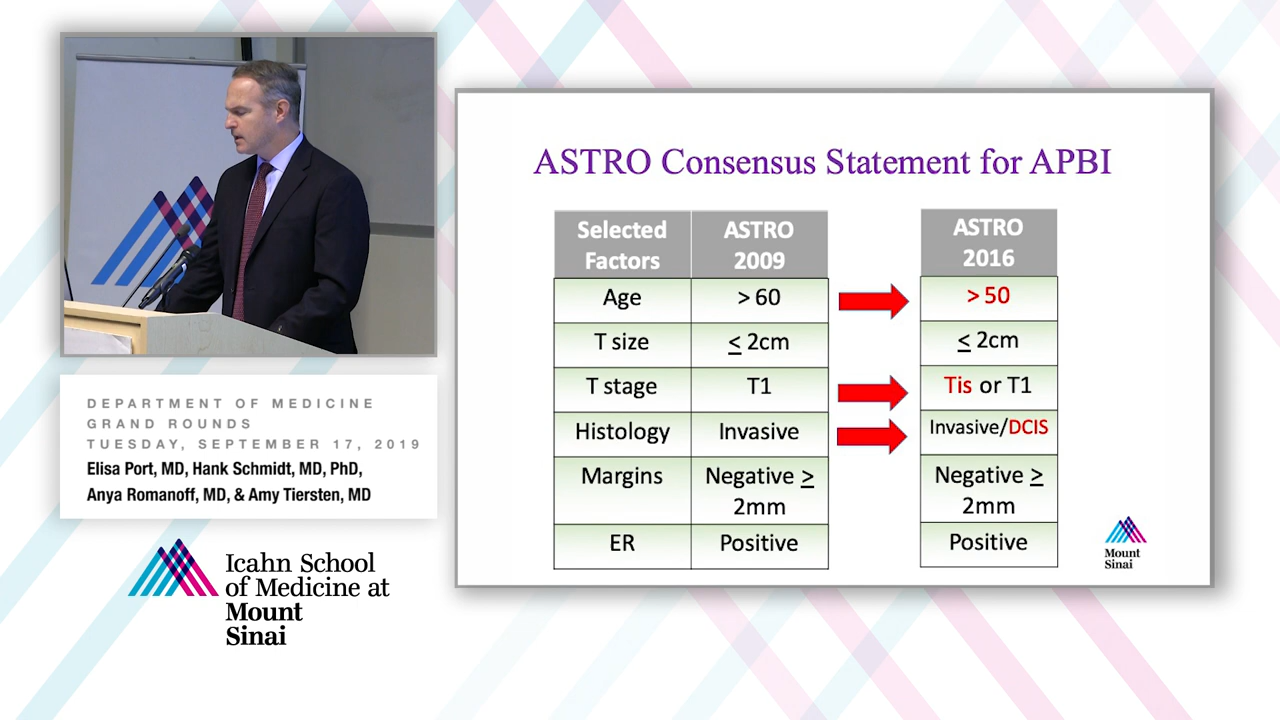 DEPARTMENT OF MEDICINE
GRAND ROUNDS
TUESDAY, SEPTEMBER 17, 2019
Elisa Port, MD, Hank Schmidt, MD, PhD,
Anya Romanoff, MD, & Amy Tiersten, MD
Icahn School
of Medicine at
Mount
Sinai
ASTRO Consensus Statement for APBI
Selected Factors ASTRO 2009 ASTRO 2016
Age > 60 > 50
T size ≤ 2cm ≤ 2cm
T stage T1 Tis or T1
Histology Invasive Invasive/DCIS
Margins Negative ≥ 2mm Negative ≥ 2mm
ER Positive Positive
Mount
Sinai